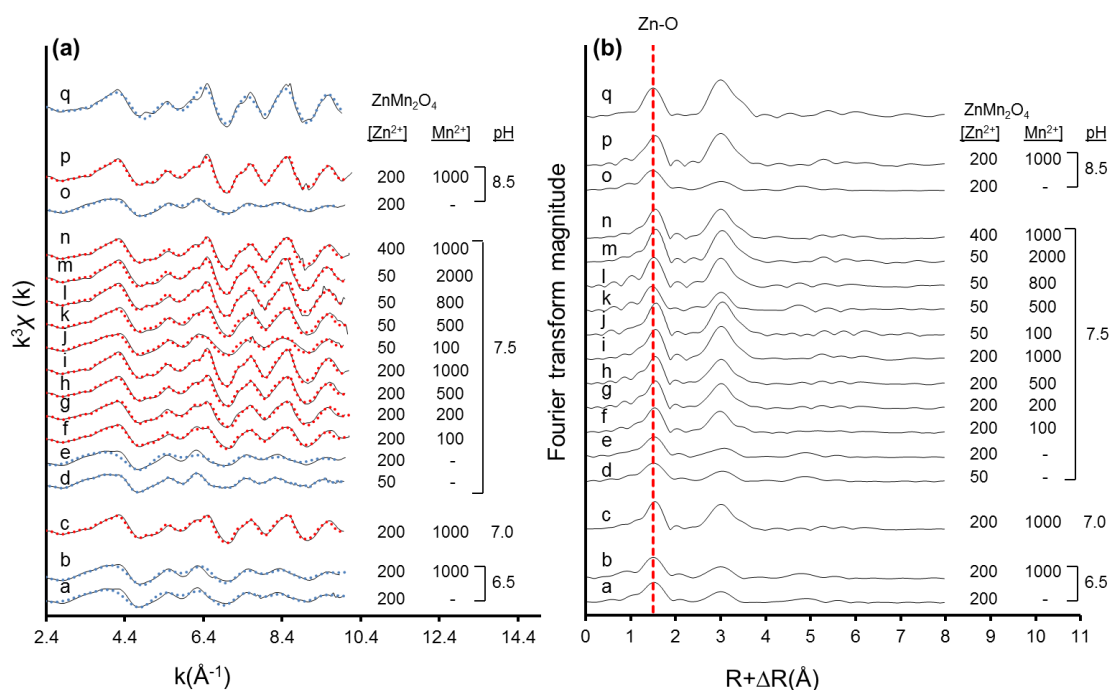 Zn-O
(a)
(b)
q
ZnMn2O4
[Zn2+] Mn2+] pH
p 200 1000
8.5
o 200 -
n 400 1000
m 50 2000
l 50 800
k 50 500
j 50 100
7.5
i 200 1000
h 200 500
g 200 200
f 200 100
e 200 -
d 50 -
c 200 1000 7.0
b 200 1000
6.5
a 200 -
2.4 4.4 6.4 8.4 10.4 12.4 14.4
k(Å-1)
k3χ (k)
q
ZnMn2O4
[Zn2+] Mn2+] pH
p 200 1000
8.5
o 200 -
n 400 1000
m 50 2000
l 50 800
k 50 500
j 50 100
7.5
i 200 1000
h 200 500
g 200 200
f 200 100
e 200 -
d 50 -
c 200 1000 7.0
b 200 1000
6.5
a 200 -
0 1 2 3 4 5 6 7 8 9 10 11
R+ΔR(Å)
Fourier transform magnitude